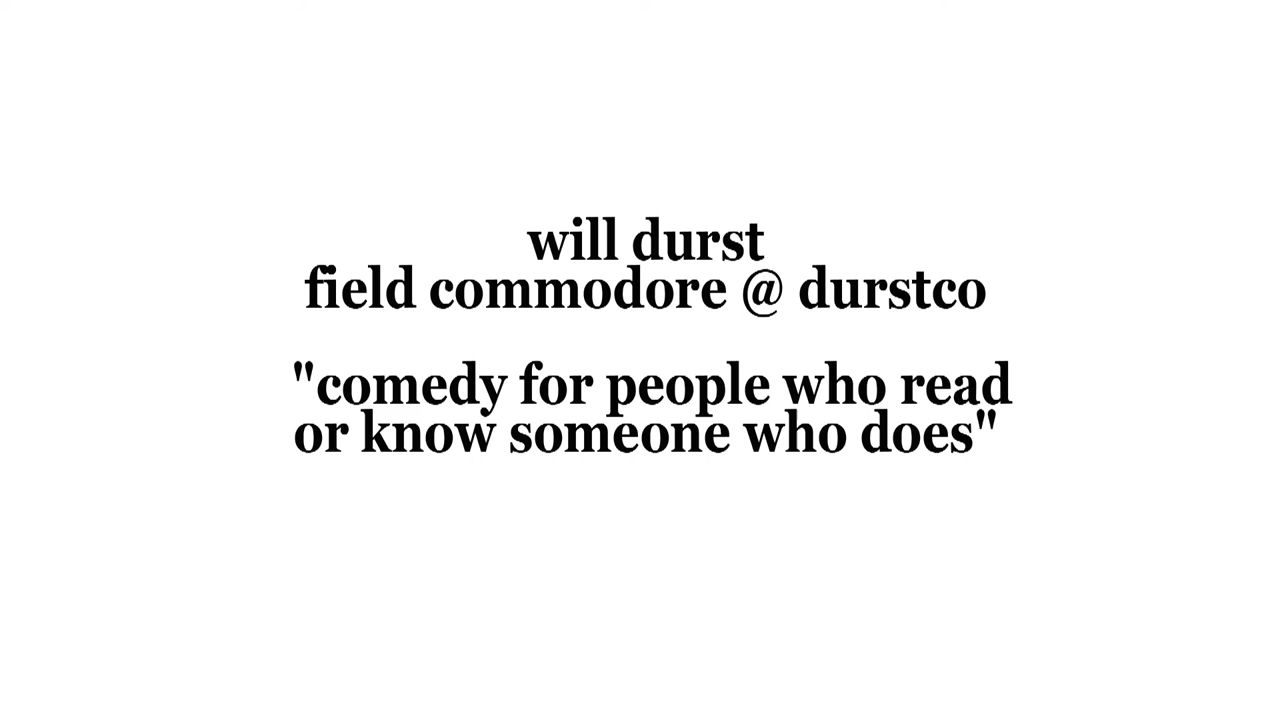 will durst
field commodore @ durstco
"comedy for people who read
or know someone who does"